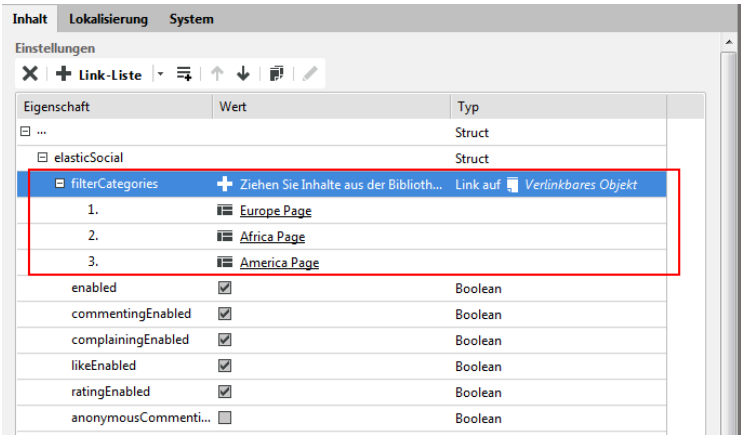 Inhalt Lokalisierung System
Einstellungen
Link-Liste
Eigenschaft Wert Typ
... Struct
elasticSocial Struct
filterCategories Ziehen Sie Inhalte aus der Biblioth... Link auf Verlinkbares Objekt
1. Europe Page
2. Africa Page
3. America Page
enabled Boolean
commentingEnabled Boolean
complainingEnabled Boolean
likeEnabled Boolean
ratingEnabled Boolean
anonymousCommenti... Boolean